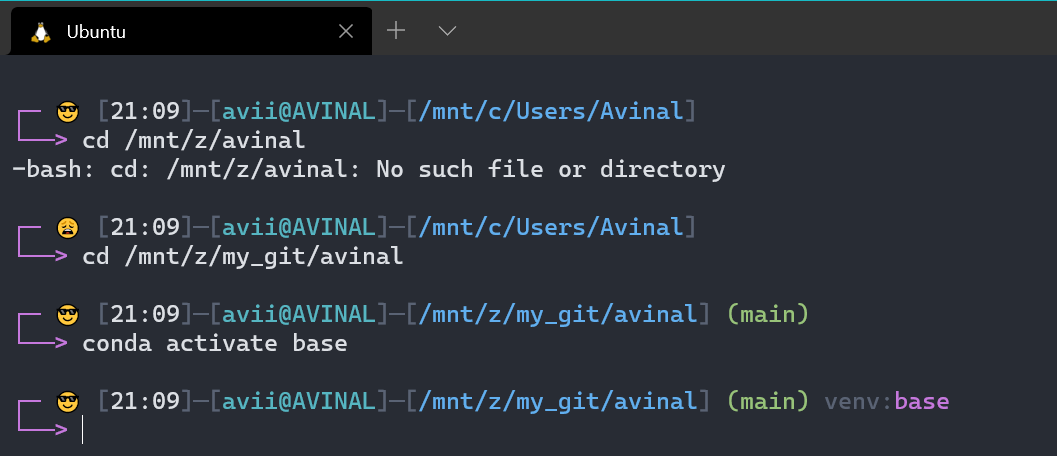 Ubuntu
┌─ 😎 [21:09]─[avii@AVINAL]─[/mnt/c/Users/Avinal]
└──> cd /mnt/z/avinal
-bash: cd: /mnt/z/avinal: No such file or directory
┌─ 😩 [21:09]─[avii@AVINAL]─[/mnt/c/Users/Avinal]
└──> cd /mnt/z/my_git/avinal
┌─ 😎 [21:09]─[avii@AVINAL]─[/mnt/z/my_git/avinal] (main)
└──> conda activate base
┌─ 😎 [21:09]─[avii@AVINAL]─[/mnt/z/my_git/avinal] (main) venv:base
└──>